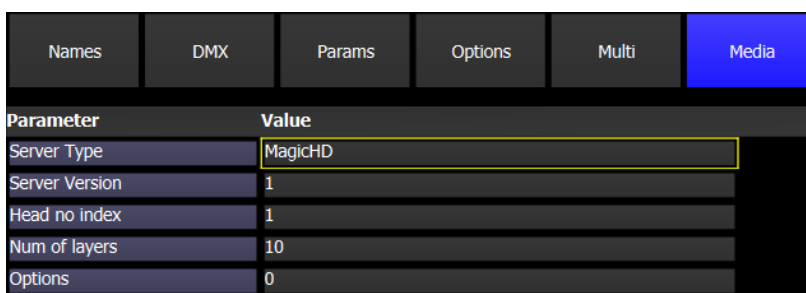 Names DMX Params Options Multi Media
Parameter Value
Server Type MagicHD
Server Version 1
Head no index 1
Num of layers 10
Options 0